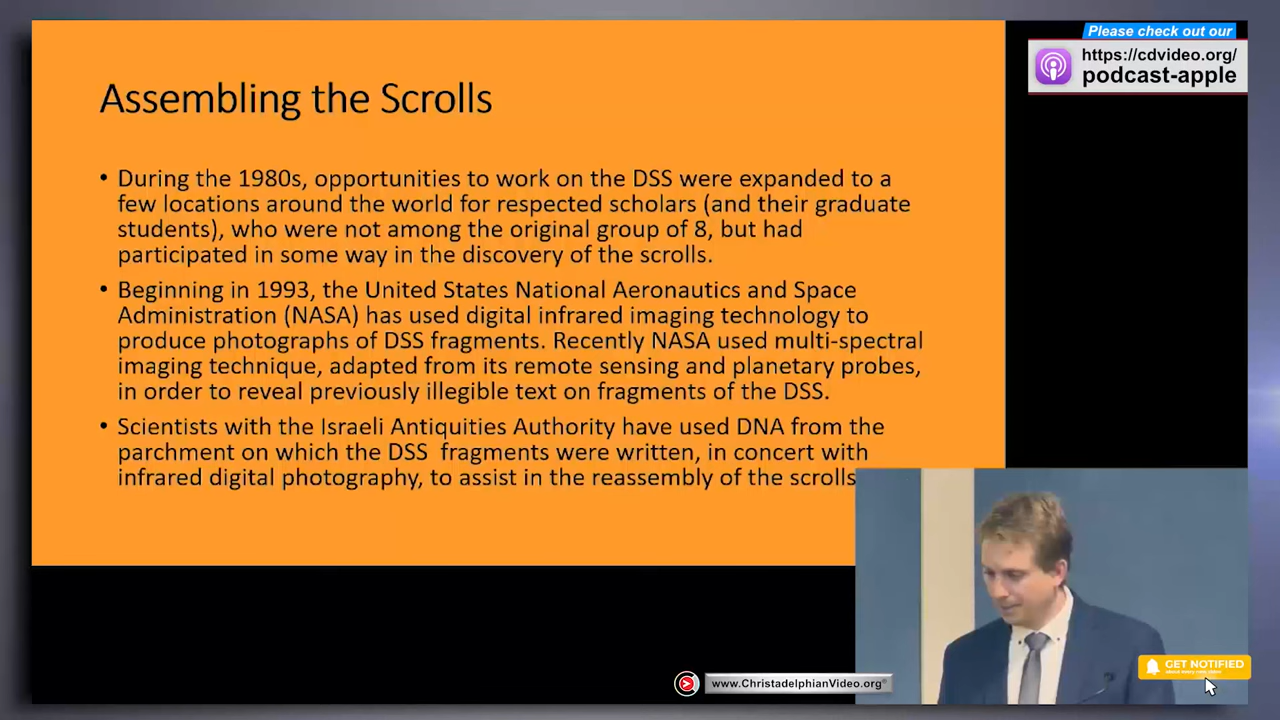 Please check out our
https://cdvideo.org/
podcast-apple
Assembling the Scrolls
• During the 1980s, opportunities to work on the DSS were expanded to a
few locations around the world for respected scholars (and their graduate
students), who were not among the original group of 8, but had
participated in some way in the discovery of the scrolls.
• Beginning in 1993, the United States National Aeronautics and Space
Administration (NASA) has used digital infrared imaging technology to
produce photographs of DSS fragments. Recently NASA used multi-spectral
imaging technique, adapted from its remote sensing and planetary probes,
in order to reveal previously illegible text on fragments of the DSS.
• Scientists with the Israeli Antiquities Authority have used DNA from the
parchment on which the DSS fragments were written, in concert with
infrared digital photography, to assist in the reassembly of the scrolls
GET NOTIFIED
www.ChristadelphianVideo.org